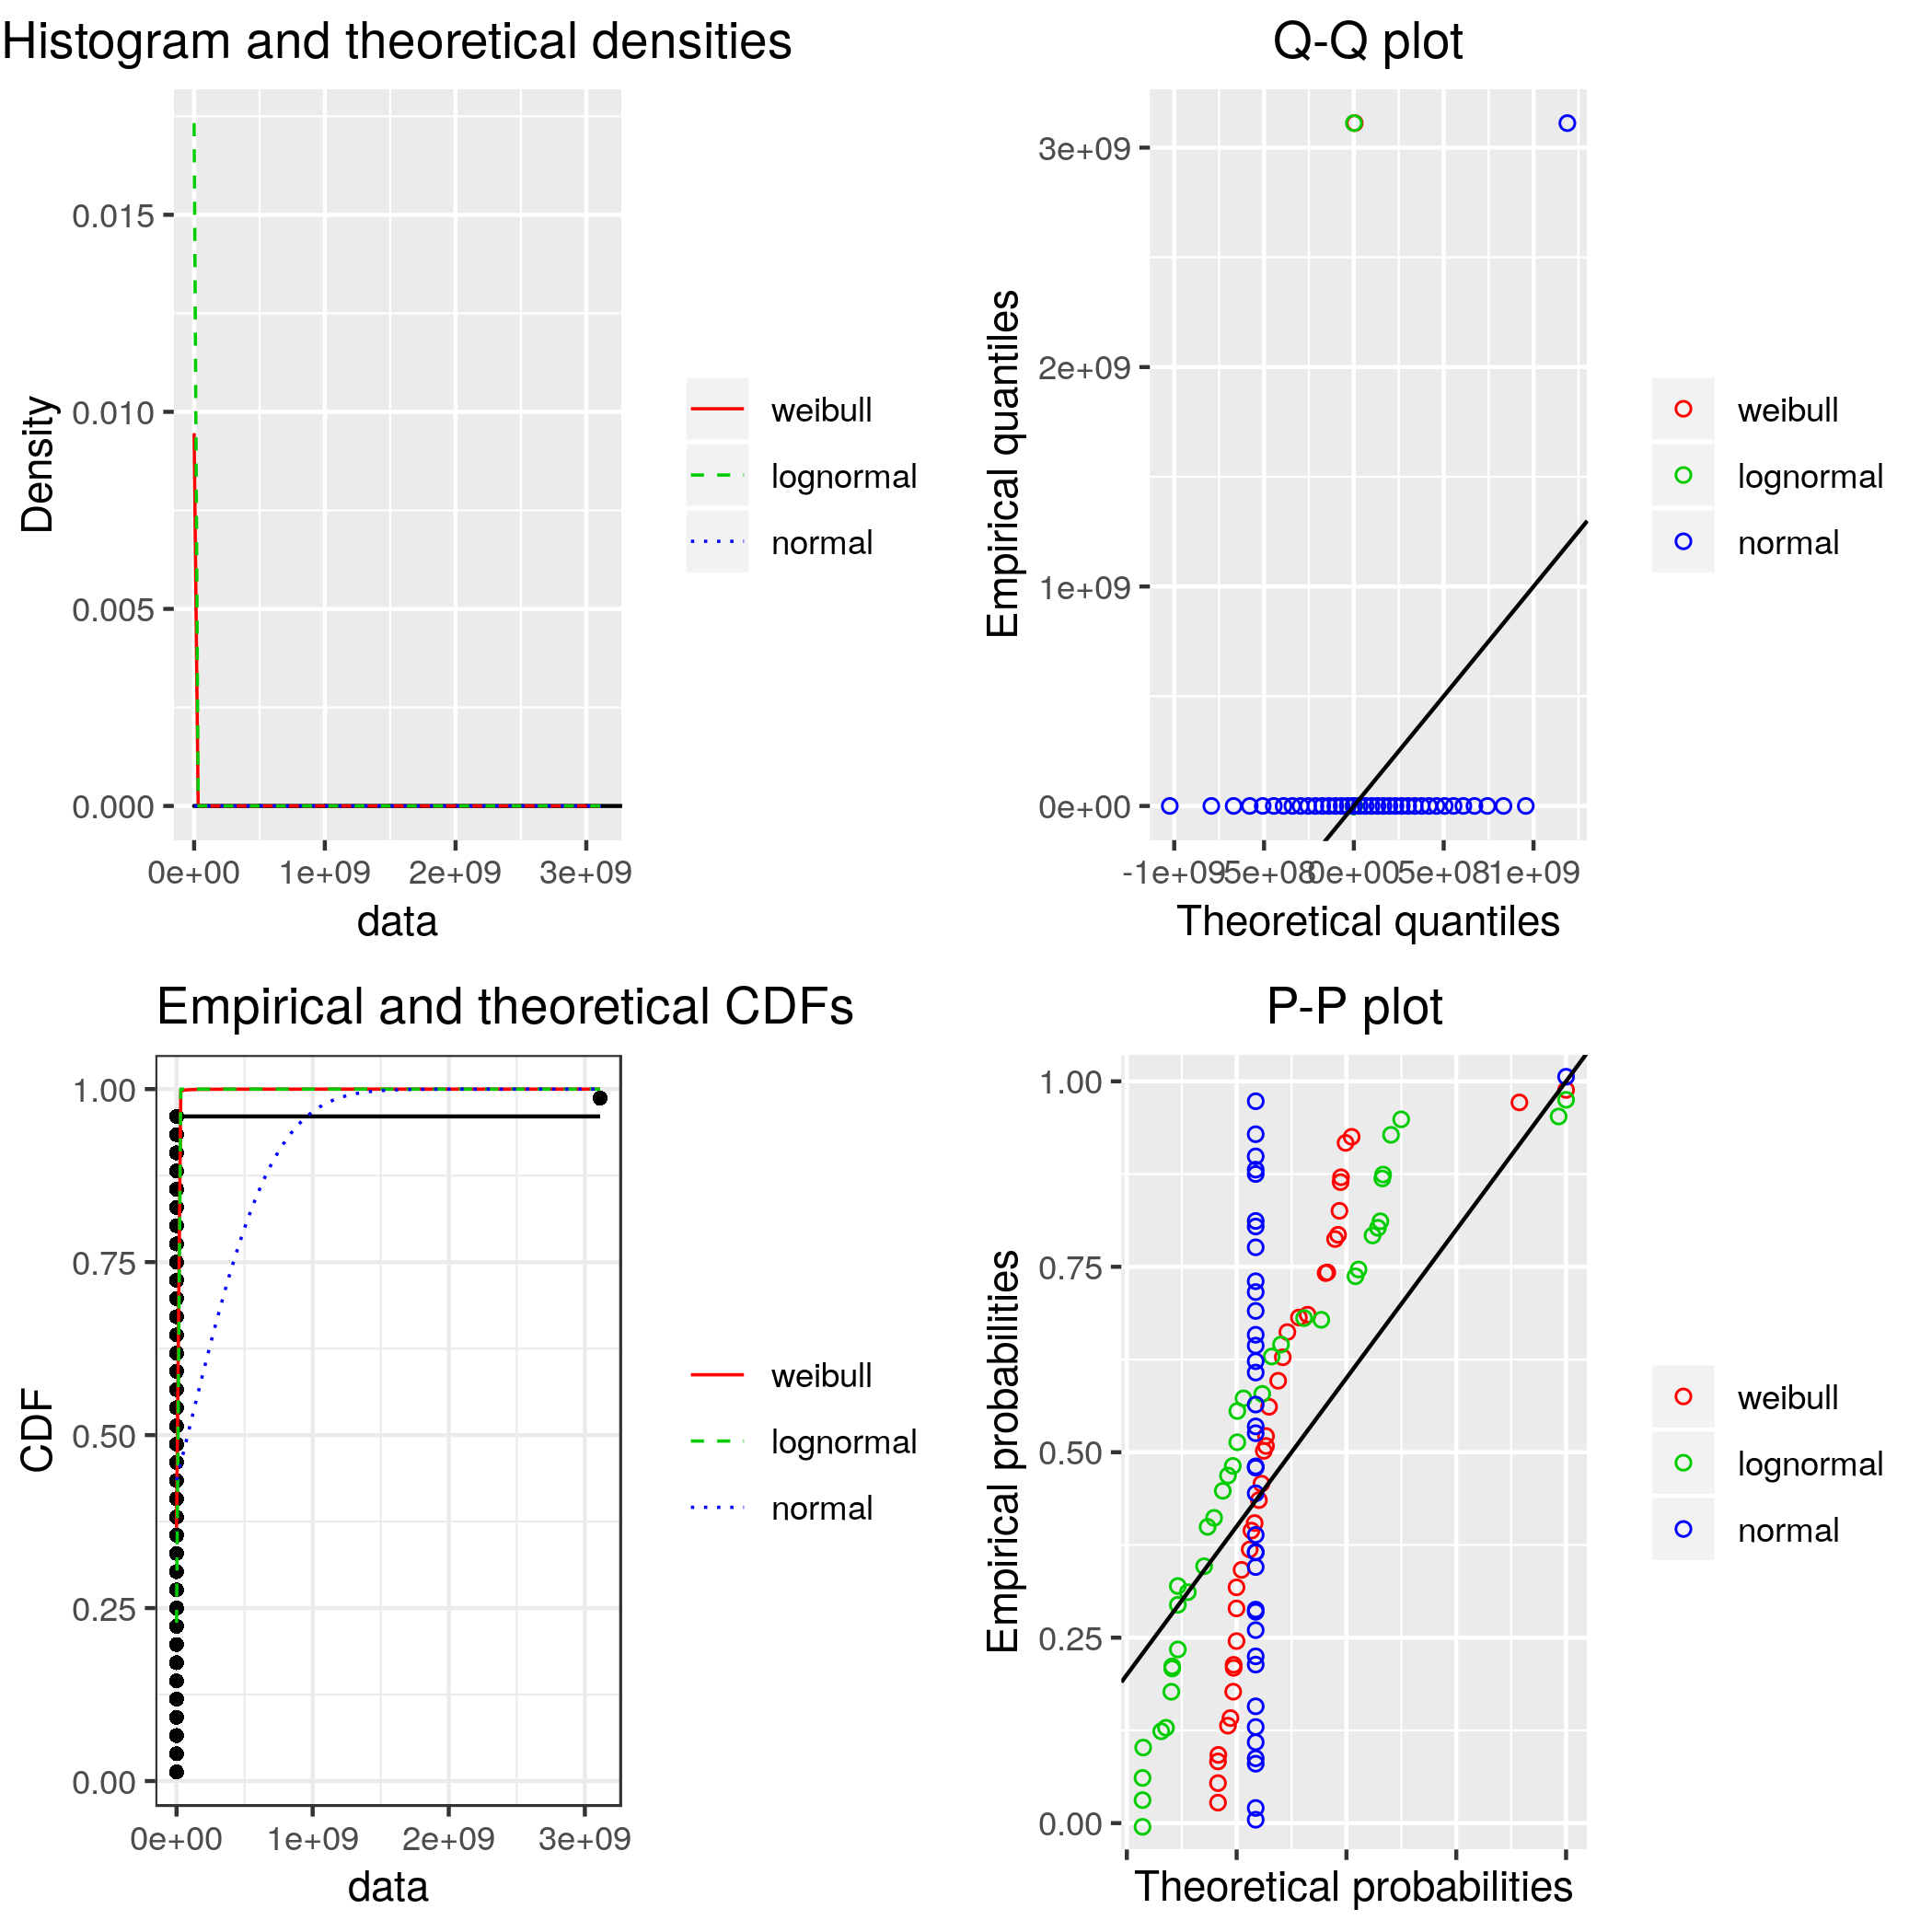 Histogram and theoretical densities
0.015
0.010
0.005
0.000
Density
0e+00 1e+09 2e+09 3e+09
data
weibull
lognormal
normal
Q-Q plot
3e+09
2e+09
1e+09
0e+00
Empirical quantiles
-1e+09 -5e+08 0e+00 5e+08 1e+09
Theoretical quantiles
weibull
lognormal
normal
Empirical and theoretical CDFs
1.00
0.75
0.50
0.25
0.00
CDF
0e+00 1e+09 2e+09 3e+09
data
weibull
lognormal
normal
P-P plot
1.00
0.75
0.50
0.25
0.00
Empirical probabilities
Theoretical probabilities
weibull
lognormal
normal